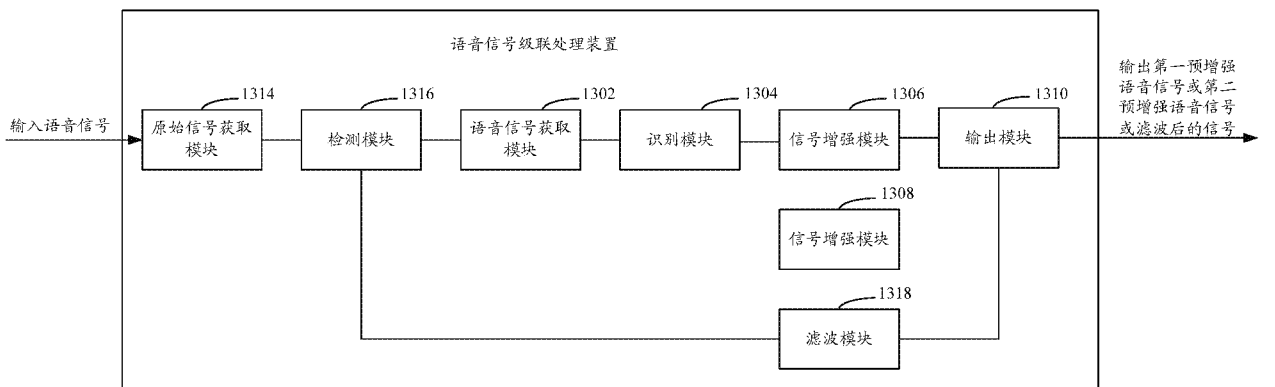 语音信号级联处理装置
输入语音信号
1314
原始信号获取
模块
1316
检测模块
1302
语音信号获取
模块
1304
识别模块
1306
信号增强模块
1310
输出模块
输出第一预增强
语音信号或第二
预增强语音信号
或滤波后的信号
1308
信号增强模块
1318
滤波模块